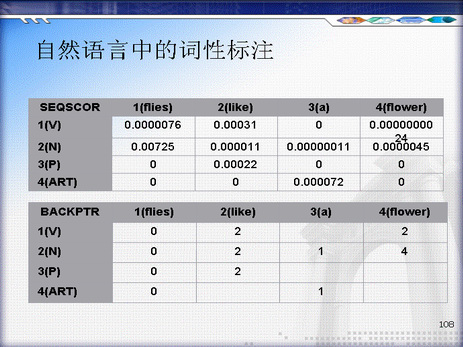 自然语言中的词性标注
SEQSCOR 1(flies) 2(like) 3(a) 4(flower)
1(V) 0.0000076 0.00031 0 0.00000000
24
2(N) 0.00725 0.000011 0.00000011 0.0000045
3(P) 0 0.00022 0 0
4(ART) 0 0 0.000072 0
BACKPTR 1(flies) 2(like) 3(a) 4(flower)
1(V) 0 2 2
2(N) 0 2 1 4
3(P) 0 2
4(ART) 0 1
108